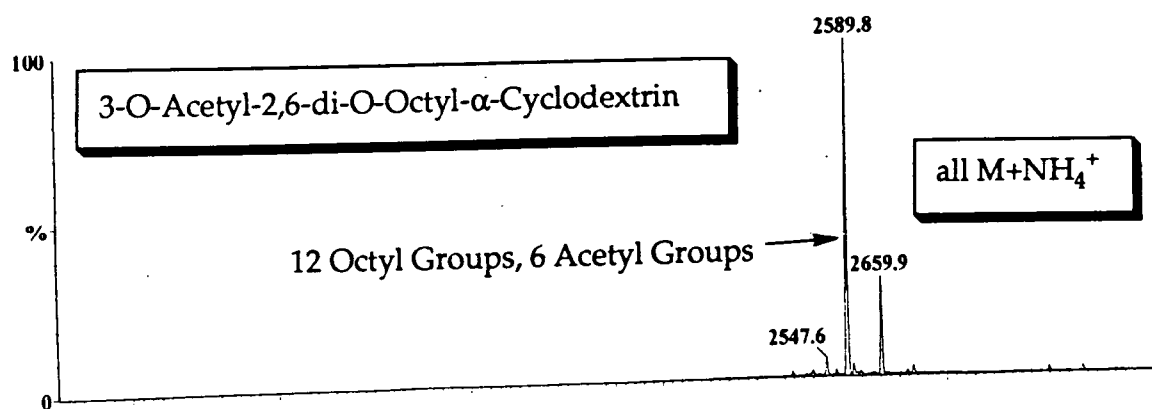 2589.8
100
3-O-Acetyl-2,6-di-O-Octyl-α-Cyclodextrin
all M+NH₄⁺
%
12 Octyl Groups, 6 Acetyl Groups
2659.9
2547.6
0